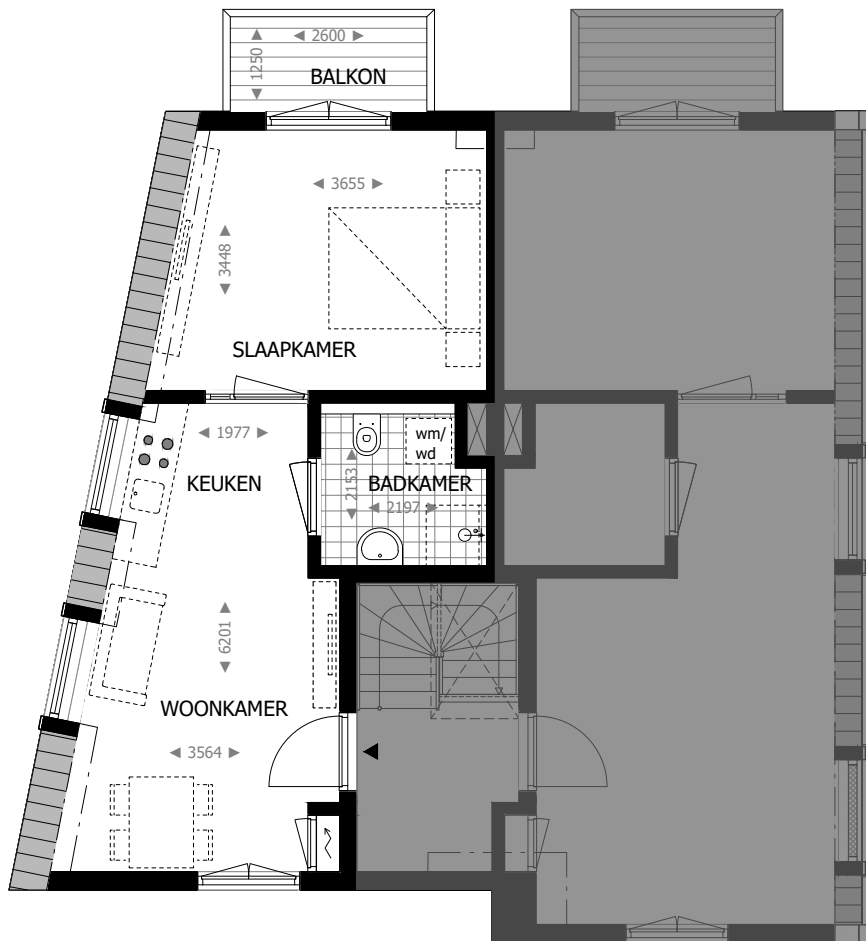 2600
1250
BALKON
3655
3448
SLAAPKAMER
1977
wm/
wd
KEUKEN
2153
BADKAMER
2197
6201
WOONKAMER
3564